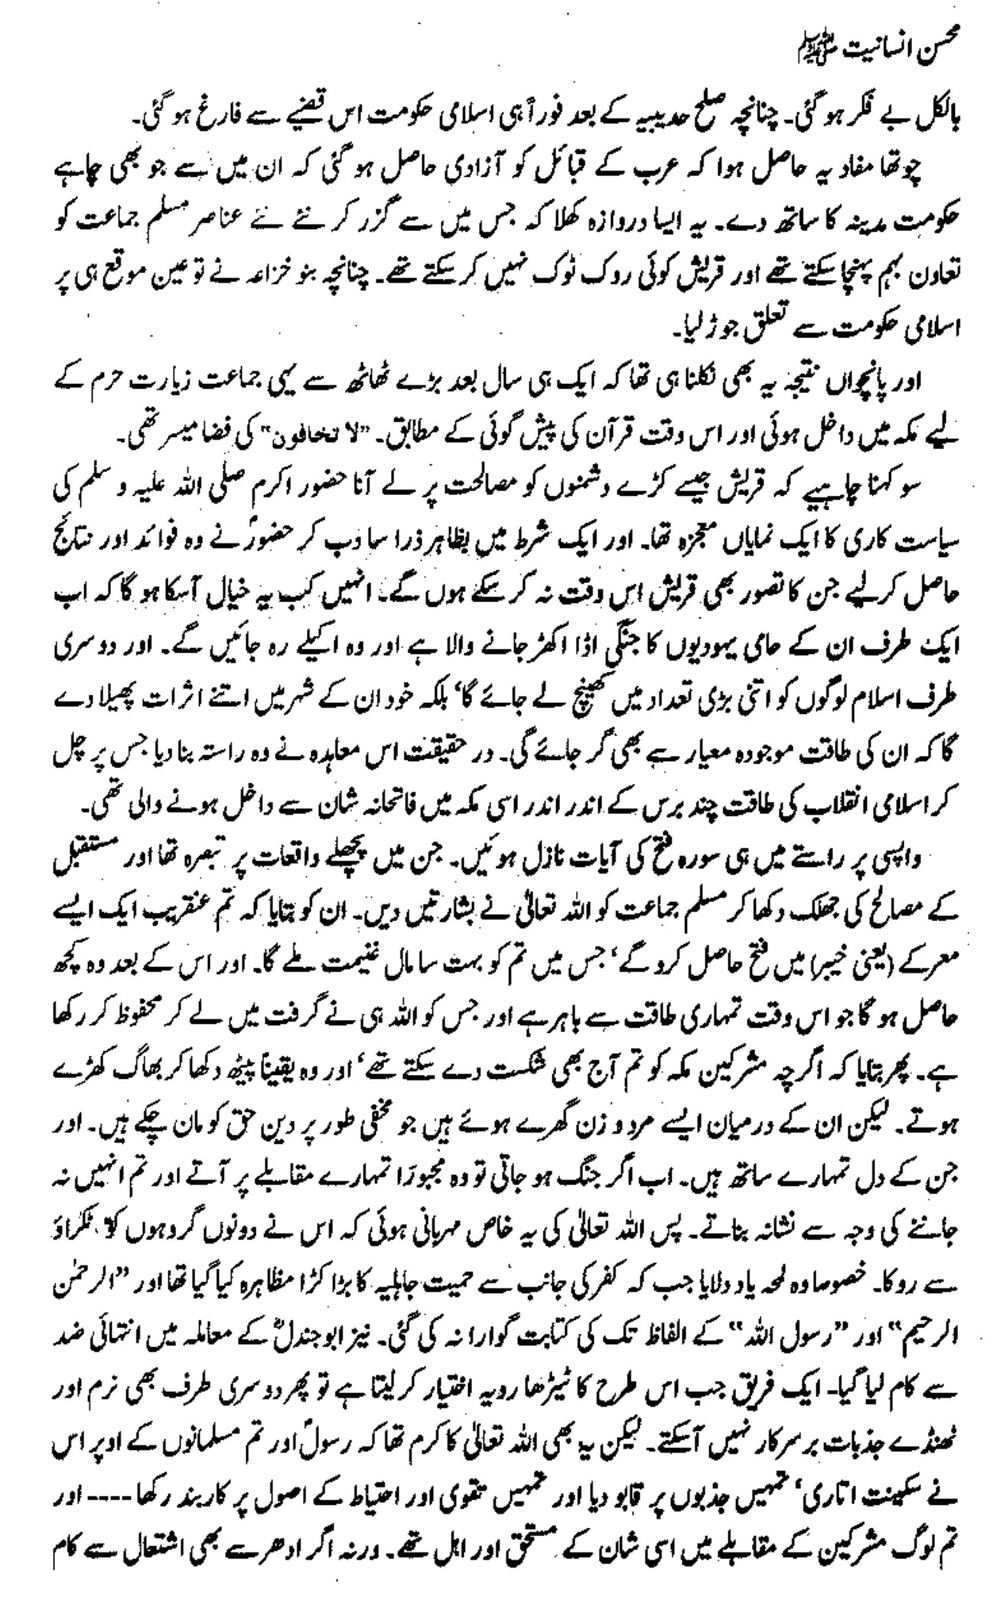 محسن انسانیت ﷺ
بالکل بے فکر ہو گئی۔ چنانچہ صلح حدیبیہ کے بعد فوراً ہی اسلامی حکومت اس قضیے سے فارغ ہو گئی۔
چوتھا مفاد یہ حاصل ہوا کہ عرب کے قبائل کو آزادی حاصل ہو گئی کہ ان میں سے جو بھی چاہے
حکومت مدینہ کا ساتھ دے۔ یہ ایسا دروازہ کھلا کہ جس میں سے گزر کر نئے نئے عناصر مسلم جماعت کو
تعاون بہم پہنچا سکتے تھے اور قریش کوئی روک ٹوک نہیں کر سکتے تھے۔ چنانچہ بنو خزاعہ نے تو عین موقع ہی پر
اسلامی حکومت سے تعلق جوڑ لیا۔
اور پانچواں نتیجہ یہ بھی نکلنا ہی تھا کہ ایک ہی سال بعد بڑے ٹھاٹھ سے یہی جماعت زیارت حرم کے
لیے مکہ میں داخل ہوئی اور اس وقت قرآن کی پیش گوئی کے مطابق۔ ”لا تخافون“ کی فضا میسر تھی۔
سو کہنا چاہیے کہ قریش جیسے کڑے دشمنوں کو مصالحت پر لے آنا حضور اکرم صلی اللہ علیہ و سلم کی
سیاست کاری کا ایک نمایاں معجزہ تھا۔ اور ایک شرط میں بظاہر ذرا سا دب کر حضورؐ نے وہ فوائد اور نتائج
حاصل کر لیے جن کا تصور بھی قریش اس وقت نہ کر سکے ہوں گے۔ انہیں کب یہ خیال آسکا ہو گا کہ اب
ایک طرف ان کے حامی یہودیوں کا جنگی اڈا اکھڑ جانے والا ہے اور وہ اکیلے رہ جائیں گے۔ اور دوسری
طرف اسلام لوگوں کو اتنی بڑی تعداد میں کھینچ لے جائے گا‘ بلکہ خود ان کے شہر میں اتنے اثرات پھیلا دے
گا کہ ان کی طاقت موجودہ معیار سے بھی گر جائے گی۔ در حقیقت اس معاہدہ نے وہ راستہ بنا دیا جس پر چل
کر اسلامی انقلاب کی طاقت چند برس کے اندر اندر اسی مکہ میں فاتحانہ شان سے داخل ہونے والی تھی۔
واپسی پر راستے میں ہی سورہ فتح کی آیات نازل ہوئیں۔ جن میں پچھلے واقعات پر تبصرہ تھا اور مستقبل
کے مصالح کی جھلک دکھا کر مسلم جماعت کو اللہ تعالیٰ نے بشارتیں دیں۔ ان کو بتایا کہ تم عنقریب ایک ایسے
معرکے (یعنی خیبر) میں فتح حاصل کرو گے‘ جس میں تم کو بہت سا مال غنیمت ملے گا۔ اور اس کے بعد وہ کچھ
حاصل ہو گا جو اس وقت تمہاری طاقت سے باہر ہے اور جس کو اللہ ہی نے گرفت میں لے کر محفوظ کر رکھا
ہے۔ پھر بتایا کہ اگرچہ مشرکین مکہ کو تم آج بھی شکست دے سکتے تھے‘ اور وہ یقیناً پیٹھ دکھا کر بھاگ کھڑے
ہوتے۔ لیکن ان کے درمیان ایسے مرد و زن گھرے ہوئے ہیں جو مخفی طور پر دین حق کو مان چکے ہیں۔ اور
جن کے دل تمہارے ساتھ ہیں۔ اب اگر جنگ ہو جاتی تو وہ مجبورًا تمہارے مقابلے پر آتے اور تم انہیں نہ
جاننے کی وجہ سے نشانہ بناتے۔ پس اللہ تعالیٰ کی یہ خاص مہربانی ہوئی کہ اس نے دونوں گروہوں کو ٹکراؤ
سے روکا۔ خصوصا وہ لمحہ یاد دلایا جب کہ کفر کی جانب سے حمیت جاہلیہ کا بڑا کڑا مظاہرہ کیا گیا تھا اور ”الرحمٰن
الرحیم“ اور ”رسول اللہ“ کے الفاظ تک کی کتابت گوارا نہ کی گئی۔ نیز ابو جندلؓ کے معاملہ میں انتہائی ضد
سے کام لیا گیا۔ ایک فریق جب اس طرح کا ٹیڑھا رویہ اختیار کر لیتا ہے تو پھر دوسری طرف بھی نرم اور
ٹھنڈے جذبات برسرکار نہیں آسکتے۔ لیکن یہ بھی اللہ تعالیٰ کا کرم تھا کہ رسولؐ اور تم مسلمانوں کے اوپر اس
نے سکینت اتاری‘ تمہیں جذبوں پر قابو دیا اور تمہیں تقوی اور احتیاط کے اصول پر کاربند رکھا ---- اور
تم لوگ مشرکین کے مقابلے میں اسی شان کے مستحق اور اہل تھے۔ ورنہ اگر ادھر سے بھی اشتعال سے کام